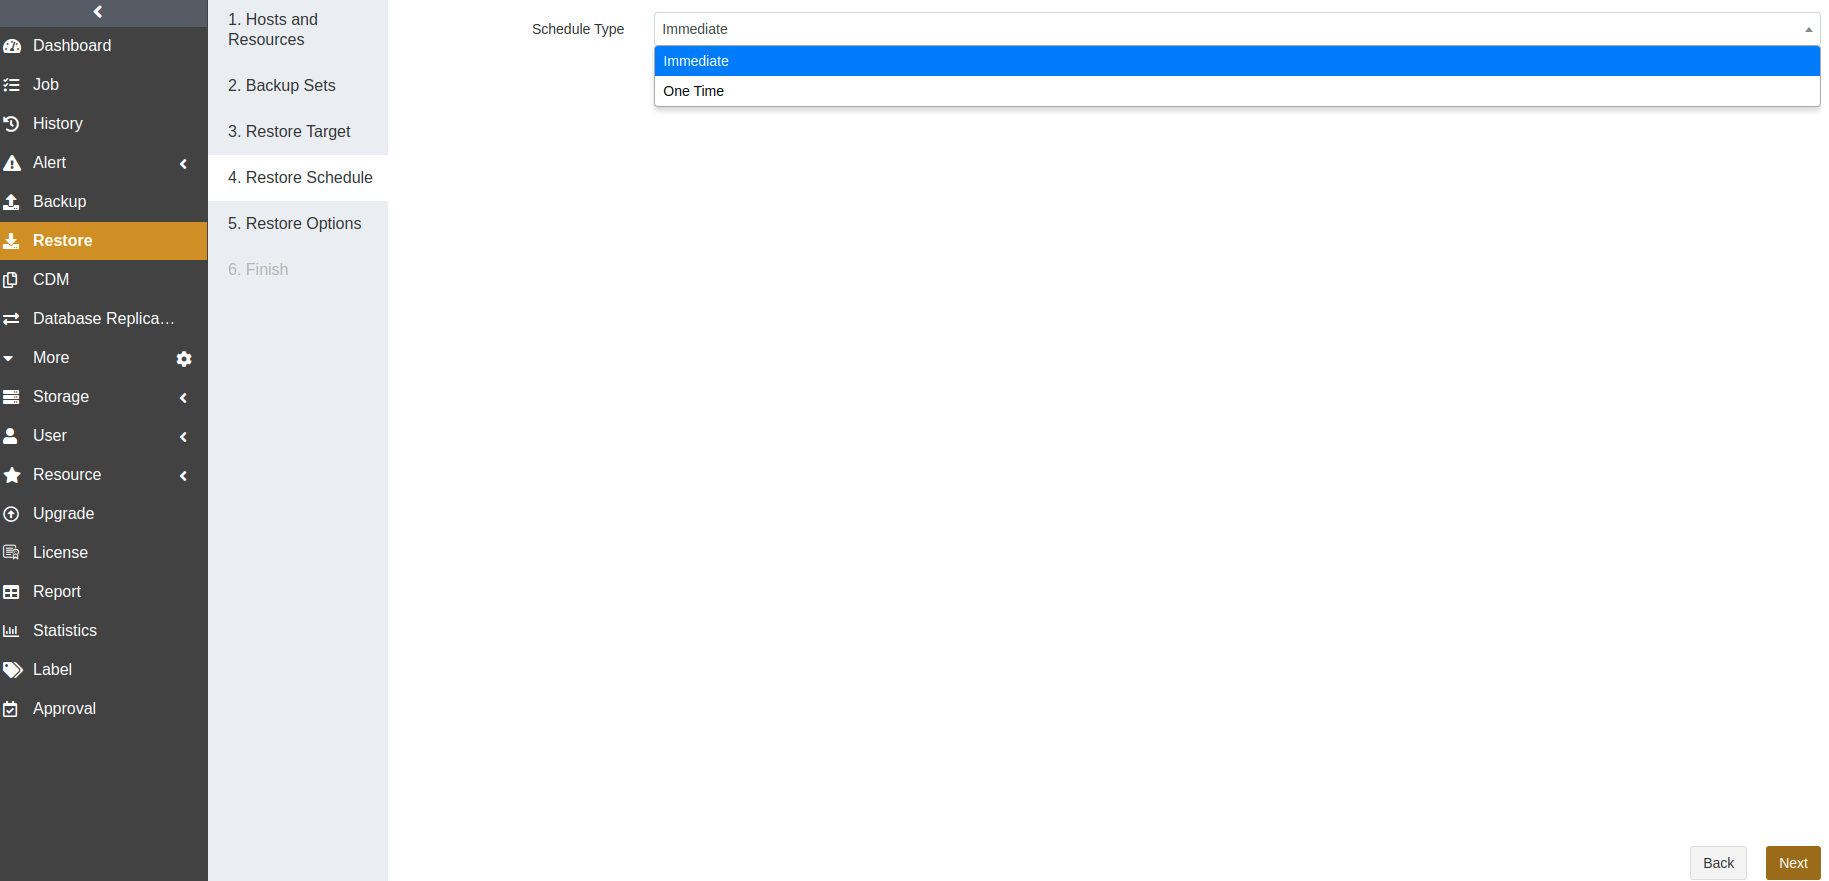 Dashboard
Job
History
Alert
Backup
Restore
CDM
Database Replica…
More
Storage
User
Resource
Upgrade
License
Report
Statistics
Label
Approval
1. Hosts and
Resources
2. Backup Sets
3. Restore Target
4. Restore Schedule
5. Restore Options
6. Finish
Schedule Type
Immediate
Immediate
One Time
Back
Next